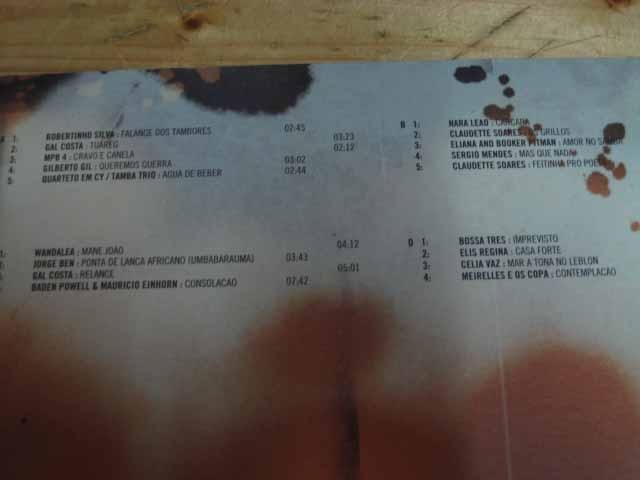 A 1: ROBERTINHO SILVA : FALANGE DOS TAMBORES 02:45
2: GAL COSTA : TUAREG 03:23
3: MPB 4 : CRAVO E CANELA 02:12
4: GILBERTO GIL : QUEREMOS GUERRA 03:02
5: QUARTETO EM CY / TAMBA TRIO : AGUA DE BEBER 02:44
B 1: NARA LEAO : CARCARA
2: CLAUDETTE SOARES : GRILLOS
3: ELIANA AND BOOKER PITMAN : AMOR NO SAMBA
4: SERGIO MENDES : MAS QUE NADA
5: CLAUDETTE SOARES : FEITINHA PRO POETA
1: WANDALEA : MANE JOAO 04:12
2: JORGE BEN : PONTA DE LANCA AFRICANO (UMBABARAUMA) 03:43
3: GAL COSTA : RELANCE 05:01
BADEN POWELL & MAURICIO EINHORN : CONSOLACAO 07:42
D 1: BOSSA TRES : IMPREVISTO
2: ELIS REGINA : CASA FORTE
3: CELIA VAZ : MAR A TONA NO LEBLON
4: MEIRELLES E OS COPA : CONTEMPLACAO